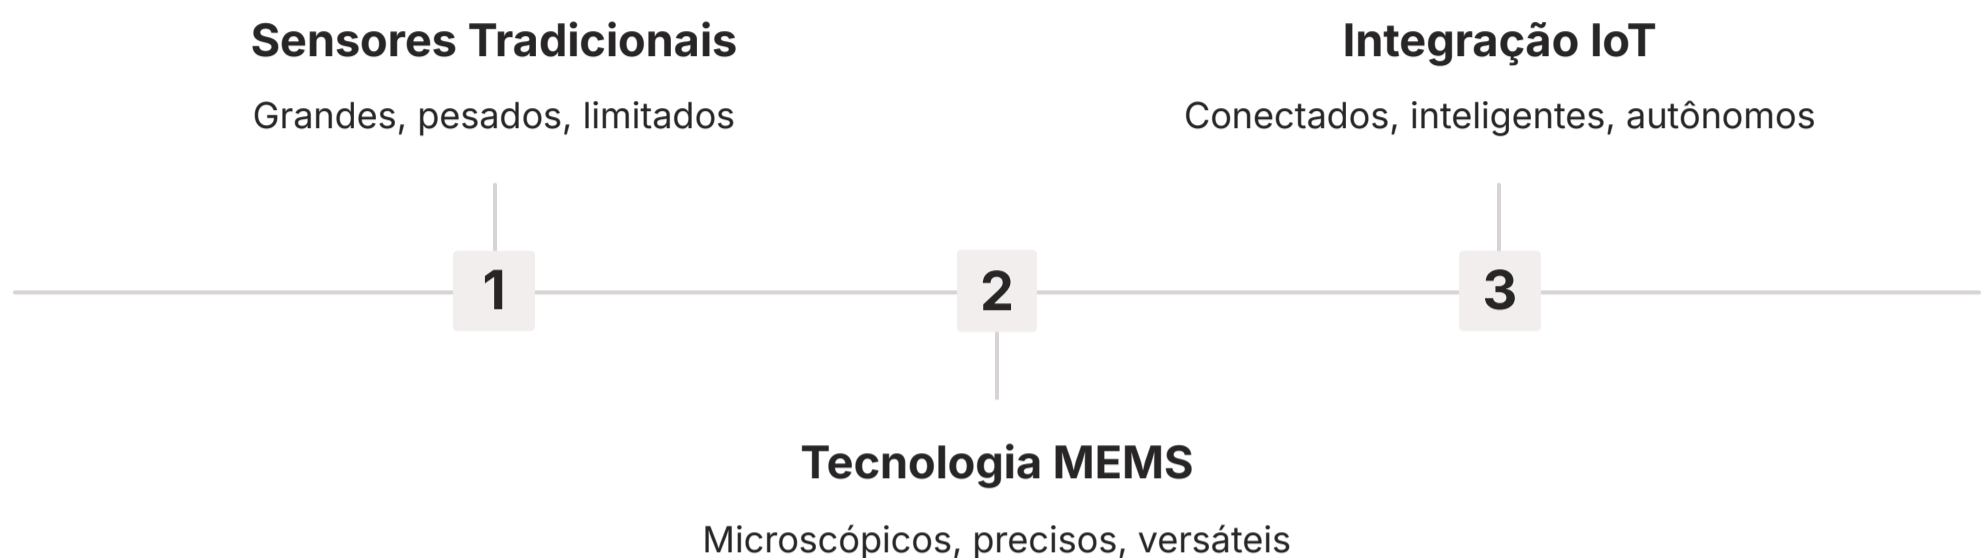 Sensores Tradicionais
Grandes, pesados, limitados
1
2
Tecnologia MEMS
Microscópicos, precisos, versáteis
Integração IoT
Conectados, inteligentes, autônomos
3